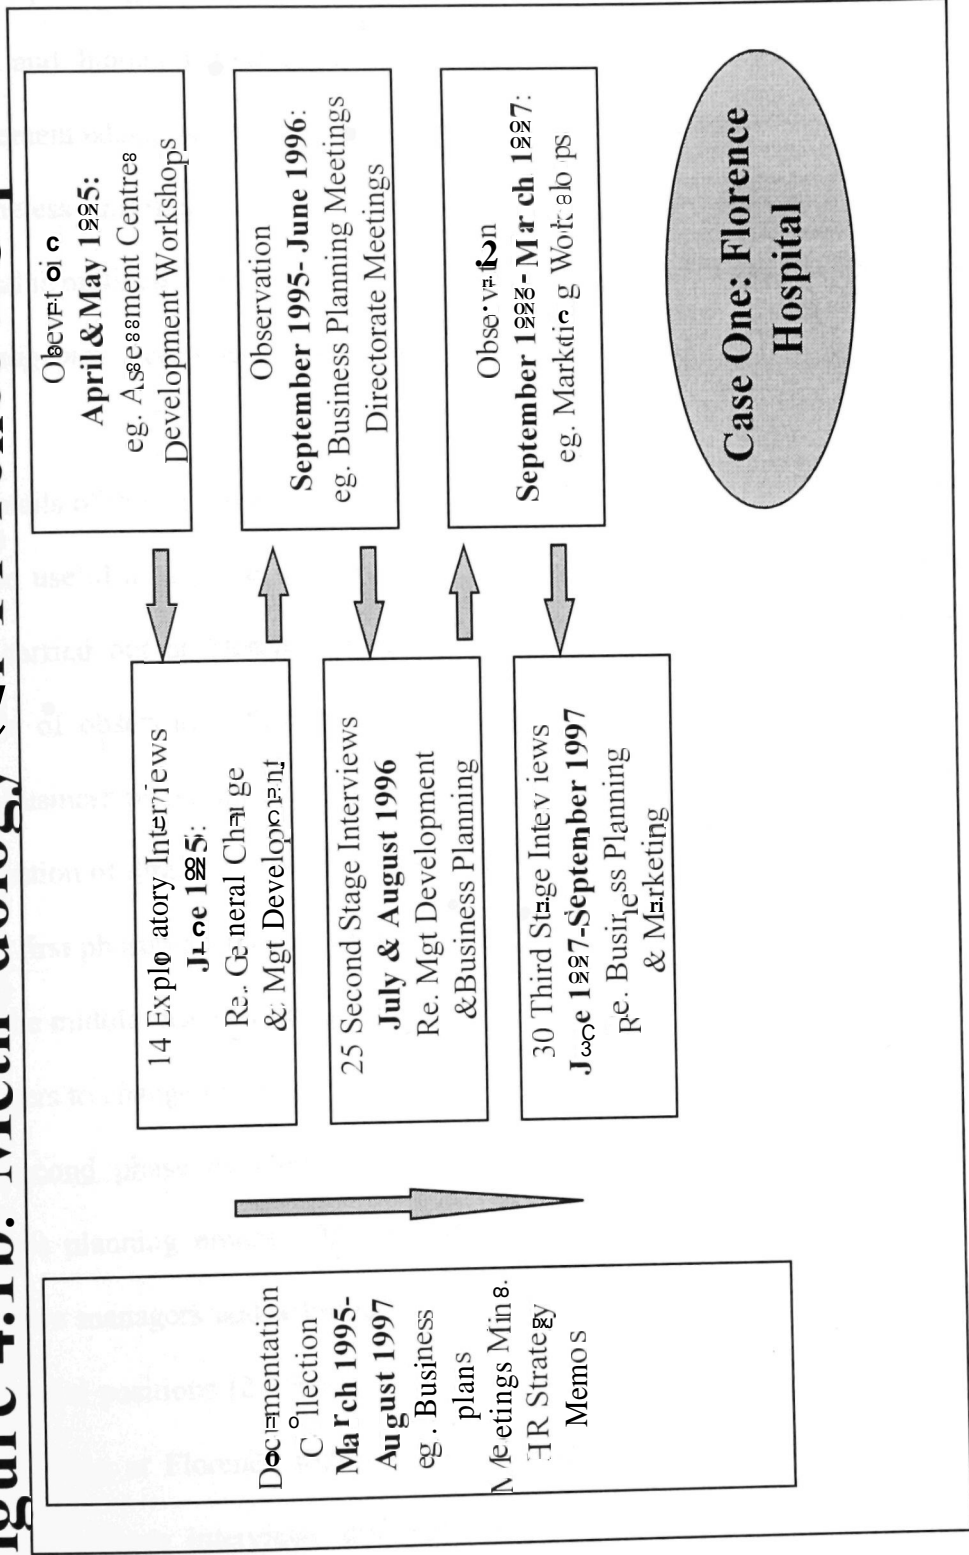 igure 4.1b: Methodology
Documentation
Collection
March 1995-
August 1997
eg. Business
plans
Meetings Mins.
HR Strategy
Memos
14 Exploratory Interviews
June 1995:
Re. General Change
& Mgt Development
25 Second Stage Interviews
July & August 1996
Re. Mgt Development
&Business Planning
30 Third Stage Interviews
June 1997-September 1997
Re. Business Planning
& Marketing
Observation
April &May 1995:
eg. Assessment Centres
Development Workshops
Observation
September 1995- June 1996:
eg. Business Planning Meetings
Directorate Meetings
Observation
September 1996- March 1997:
eg. Marketing Workshops
Case One: Florence
Hospital